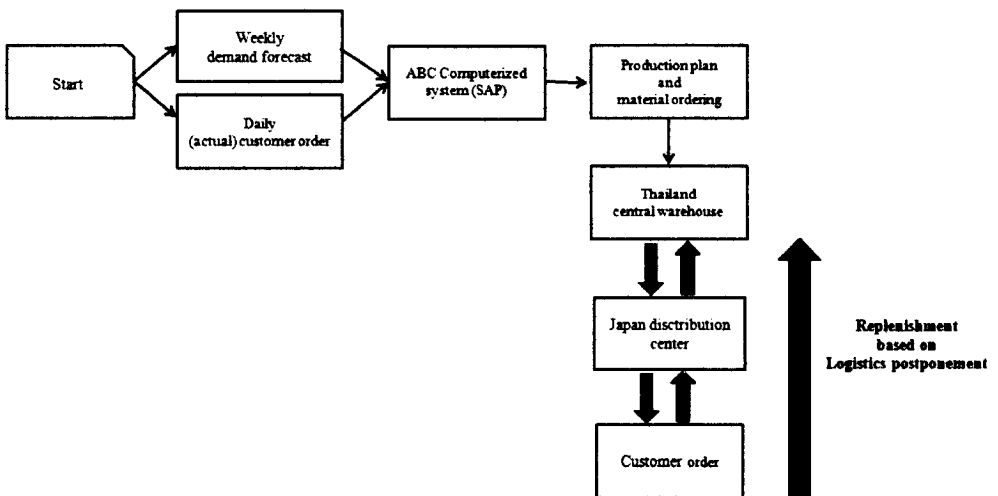 Start
Weekly
demand forecast
Daily
(actual) customer order
ABC Computerized
system (SAP)
Production plan
and
material ordering
Thailand
central warehouse
Japan disctribution
center
Customer order
Replenishment
based on
Logistics postponement